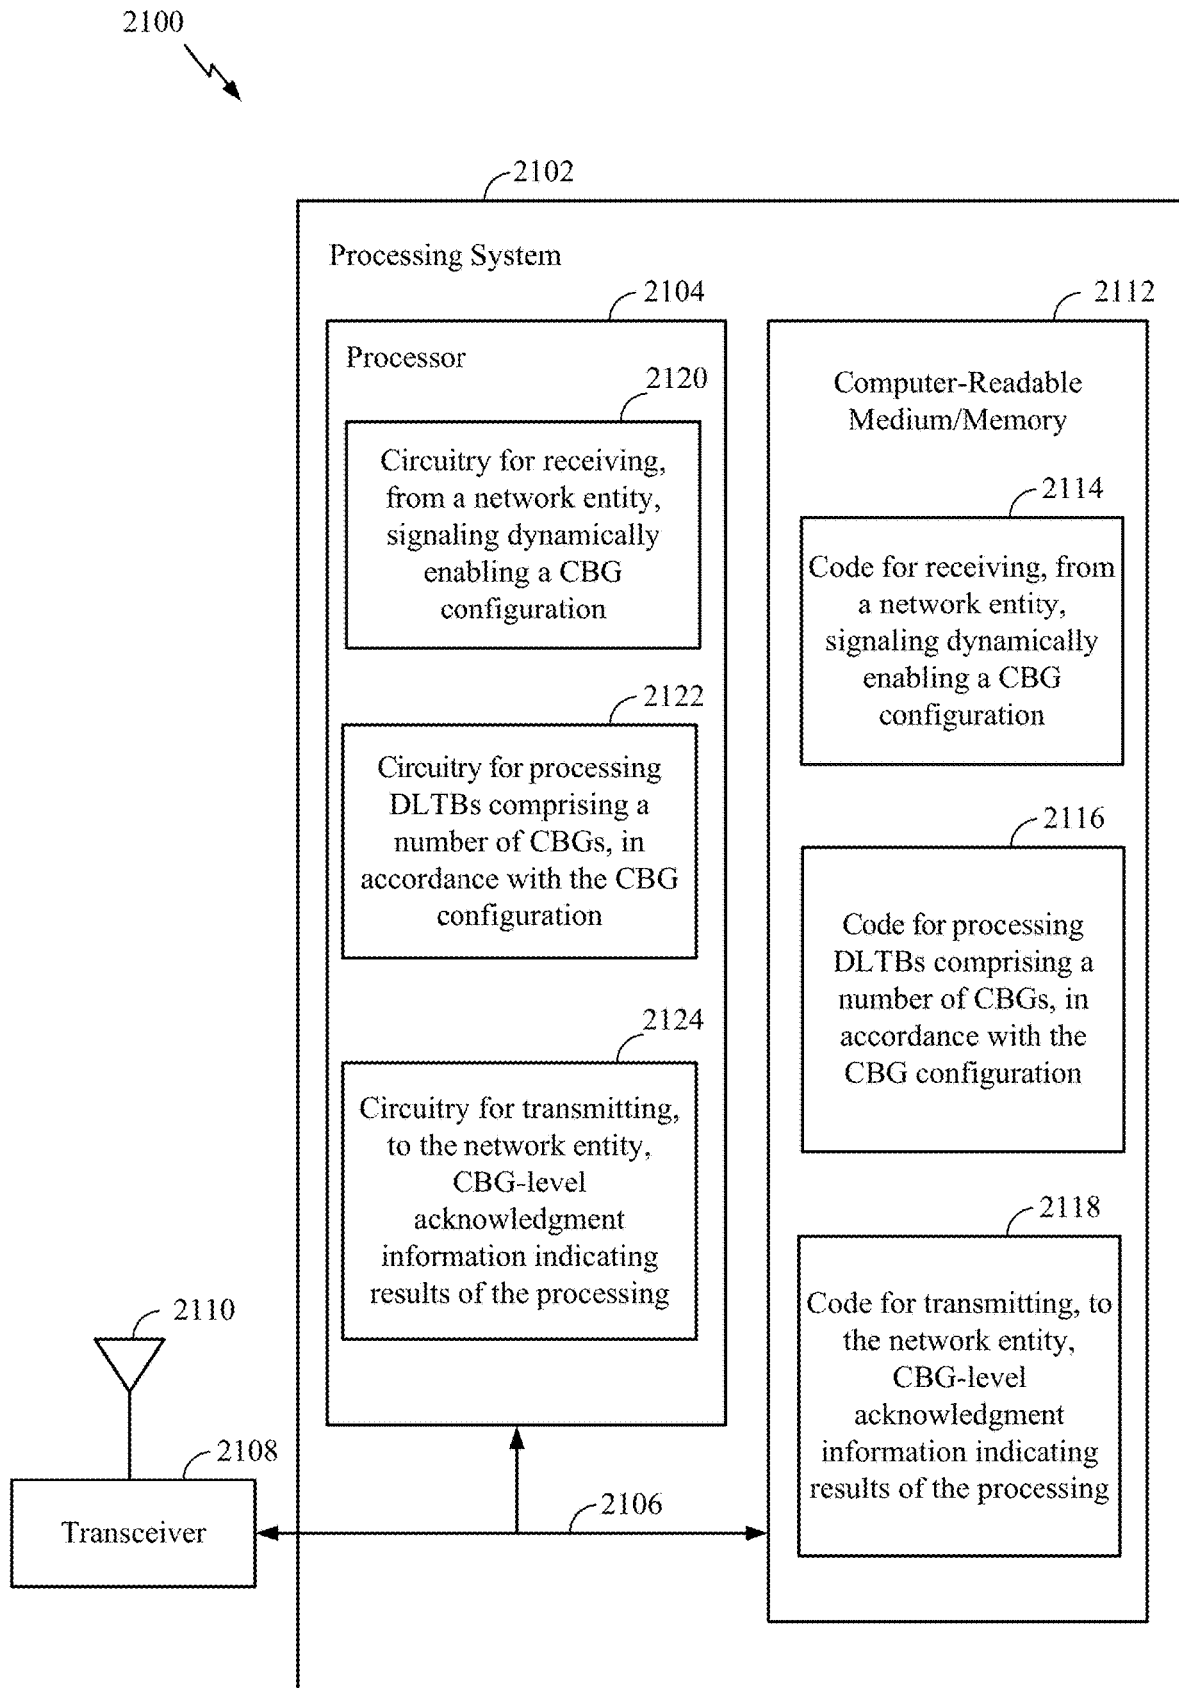 2100
2102
Processing System
2104
Processor
2120
Circuitry for receiving,
from a network entity,
signaling dynamically
enabling a CBG
configuration
2122
Circuitry for processing
DLTBs comprising a
number of CBGs, in
accordance with the CBG
configuration
2124
Circuitry for transmitting,
to the network entity,
CBG-level
acknowledgment
information indicating
results of the processing
2112
Computer-Readable
Medium/Memory
2114
Code for receiving, from
a network entity,
signaling dynamically
enabling a CBG
configuration
2116
Code for processing
DLTBs comprising a
number of CBGs, in
accordance with the
CBG configuration
2118
Code for transmitting, to
the network entity,
CBG-level
acknowledgment
information indicating
results of the processing
2110
2108
Transceiver
2106